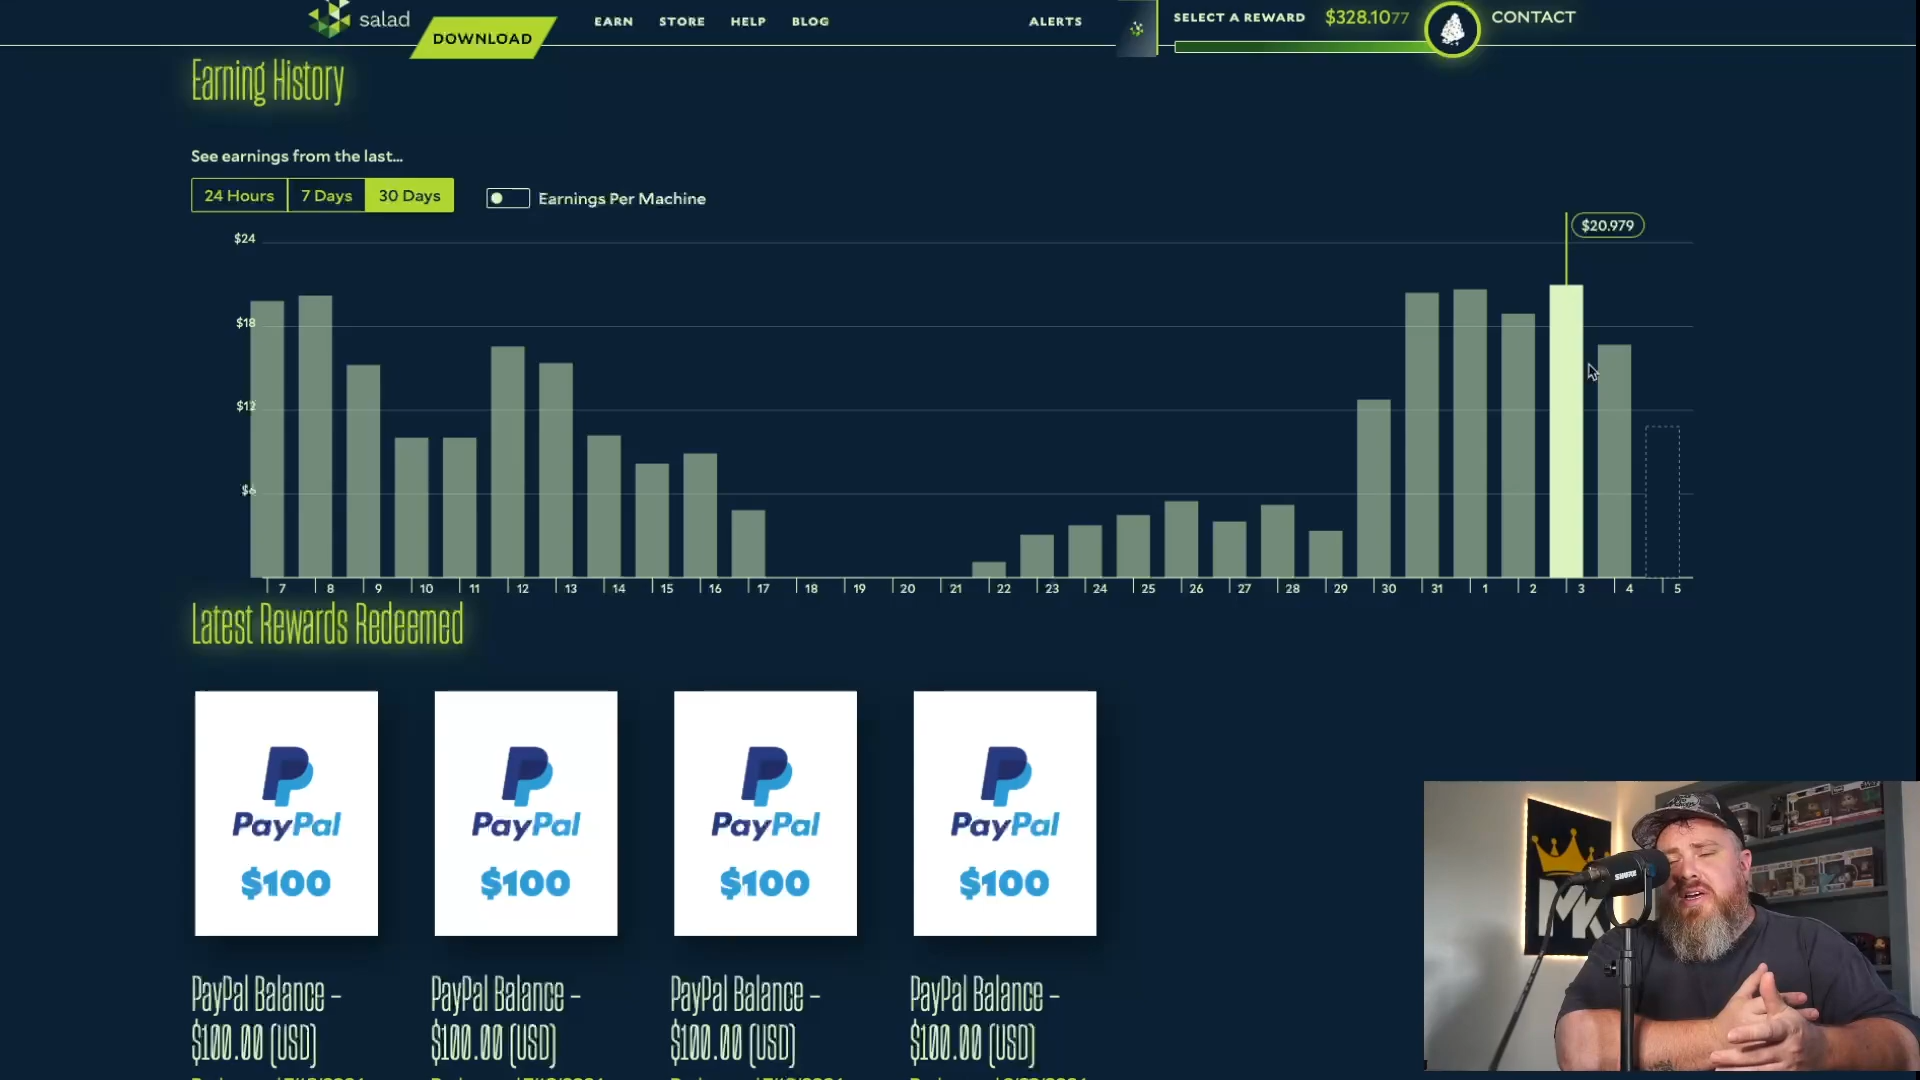 salad
DOWNLOAD
EARN STORE HELP BLOG
ALERTS
SELECT A REWARD $328.1077
CONTACT
Earning History
See earnings from the last...
24 Hours 7 Days 30 Days
Earnings Per Machine
$20.979
$24
$18
$12
$6
7 8 9 10 11 12 13 14 15 16 17 18 19 20 21 22 23 24 25 26 27 28 29 30 31 1 2 3 4 5
Latest Rewards Redeemed
PayPal PayPal PayPal PayPal
$100 $100 $100 $100
PayPal Balance - PayPal Balance - PayPal Balance - PayPal Balance -
$100.00 (USD) $100.00 (USD) $100.00 (USD) $100.00 (USD)
SHURE
MK